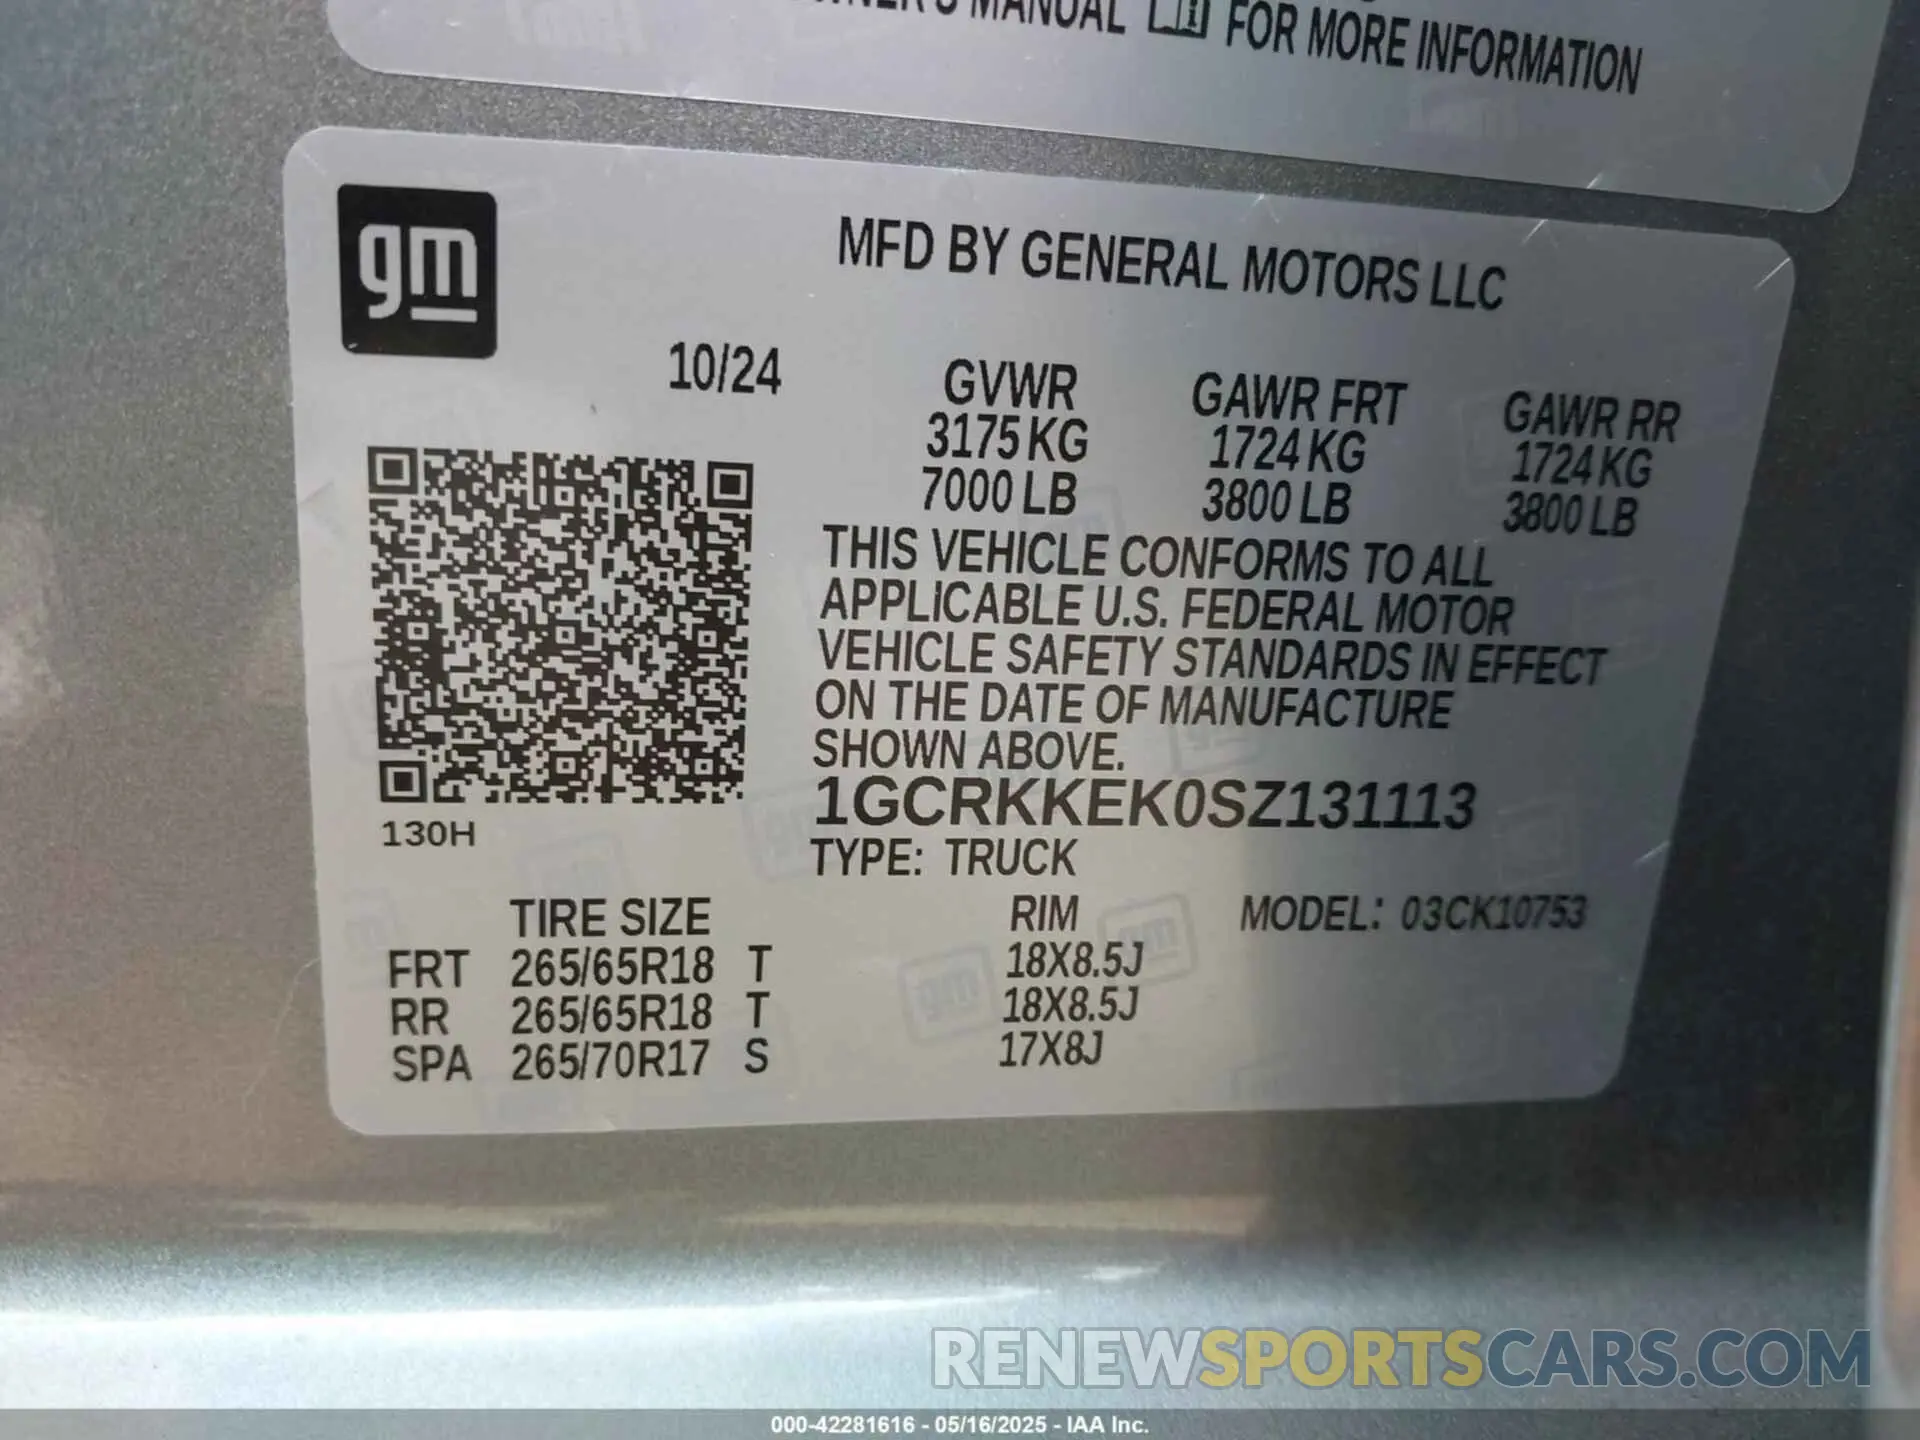 OWNER'S MANUAL FOR MORE INFORMATION
gm
MFD BY GENERAL MOTORS LLC
10/24
GVWR GAWR FRT GAWR RR
3175 KG 1724 KG 1724 KG
7000 LB 3800 LB 3800 LB
THIS VEHICLE CONFORMS TO ALL
APPLICABLE U.S. FEDERAL MOTOR
VEHICLE SAFETY STANDARDS IN EFFECT
ON THE DATE OF MANUFACTURE
SHOWN ABOVE.
1GCRKKEK0SZ131113
130H
TYPE: TRUCK
TIRE SIZE RIM MODEL: 03CK10753
FRT 265/65R18 T 18X8.5J
RR 265/65R18 T 18X8.5J
SPA 265/70R17 S 17X8J
RENEWSPORTSCARS.COM
000-42281616 - 05/16/2025 - IAA Inc.